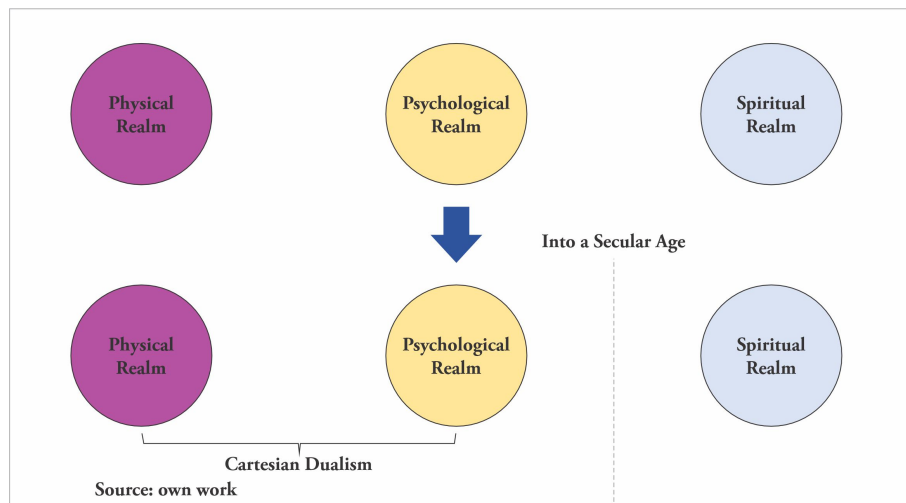 Physical
Realm
Psychological
Realm
Spiritual
Realm
Into a Secular Age
Physical
Realm
Psychological
Realm
Spiritual
Realm
Cartesian Dualism
Source: own work